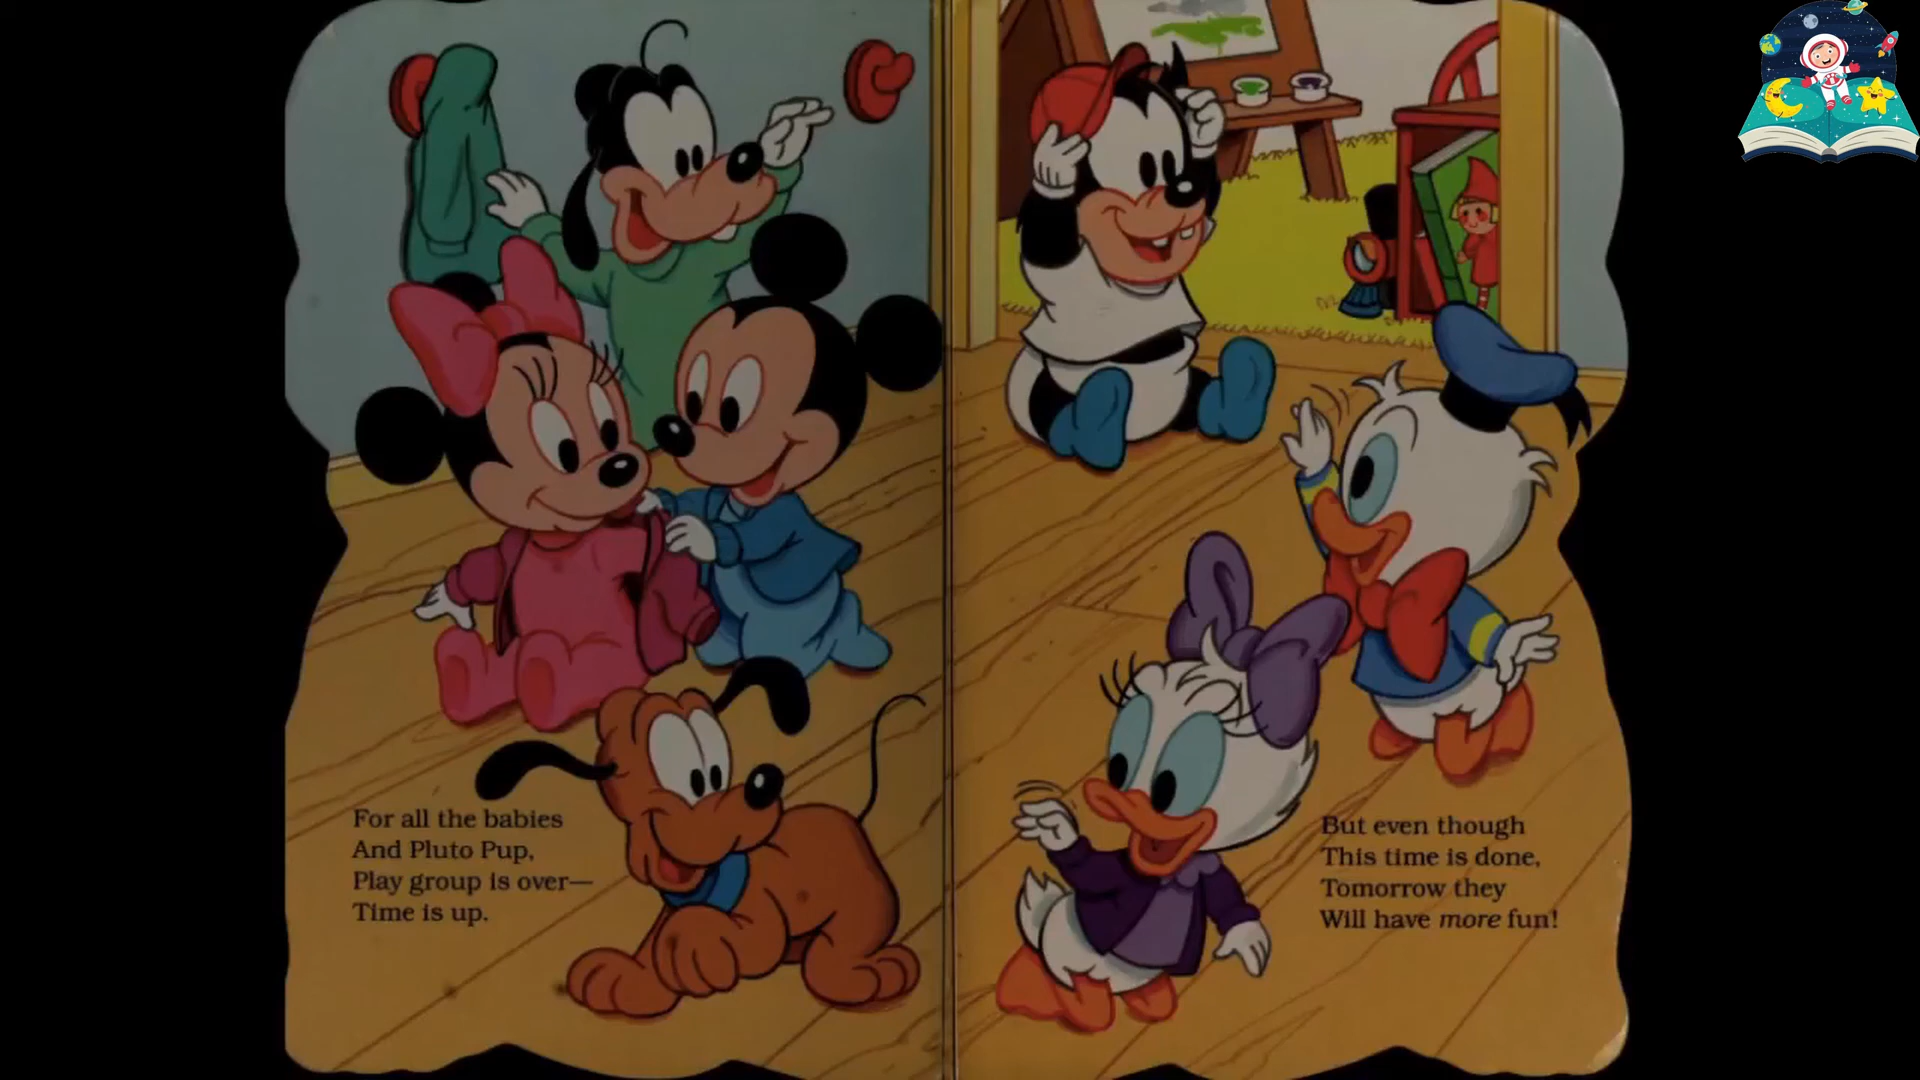 For all the babies
And Pluto Pup,
Play group is over—
Time is up.
But even though
This time is done,
Tomorrow they
Will have more fun!